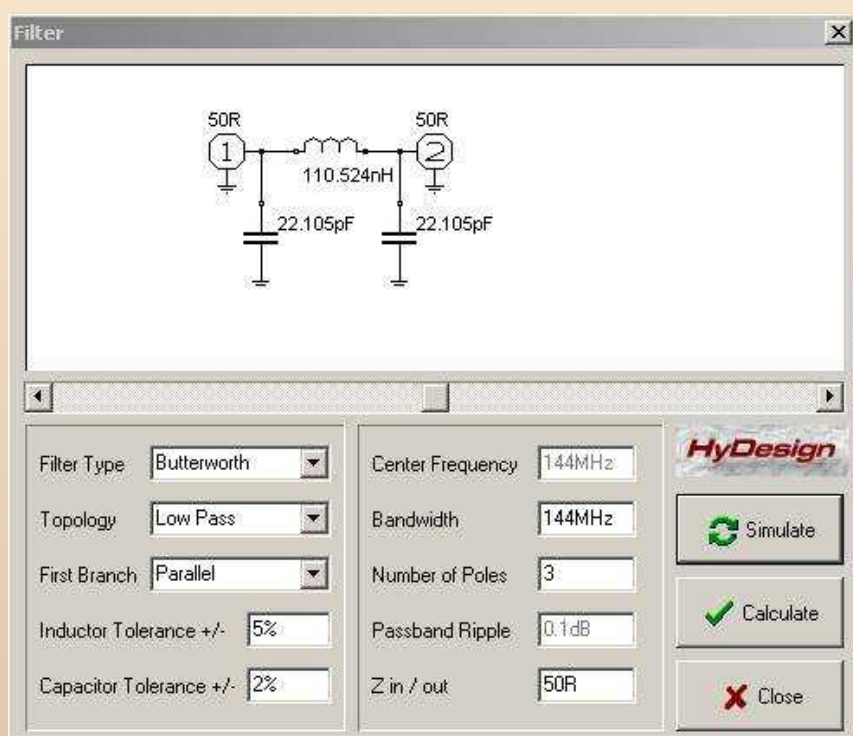 Filter
50R 50R
1 2
110.524nH
22.105pF 22.105pF
Filter Type Butterworth
Topology Low Pass
First Branch Parallel
Inductor Tolerance +/- 5%
Capacitor Tolerance +/- 2%
Center Frequency 144MHz
Bandwidth 144MHz
Number of Poles 3
Passband Ripple 0.1dB
Z in / out 50R
HyDesign
Simulate
Calculate
Close